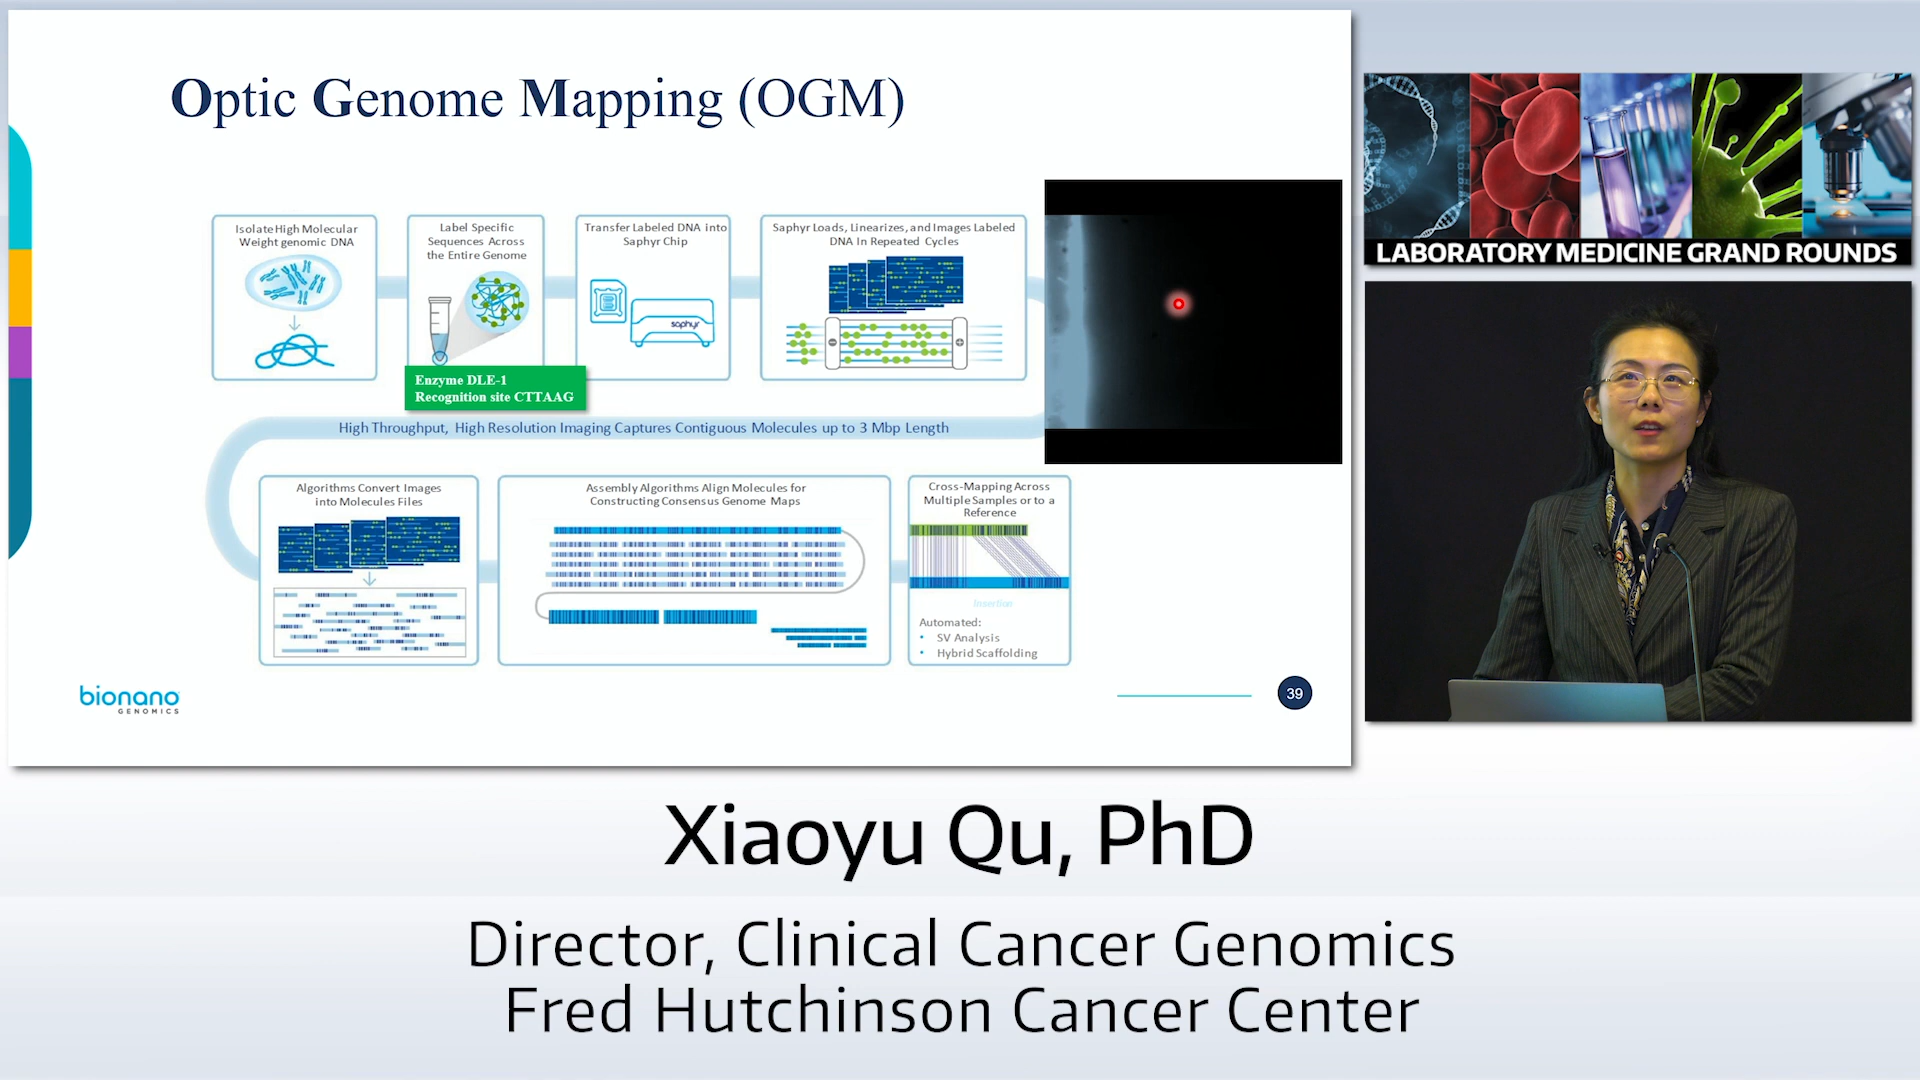 Optic Genome Mapping (OGM)
Isolate High Molecular
Weight genomic DNA
Label Specific
Sequences Across
the Entire Genome
Transfer Labeled DNA into
Saphyr Chip
saphyr
Saphyr Loads, Linearizes, and Images Labeled
DNA In Repeated Cycles
Enzyme DLE-1
Recognition site CTTAAG
High Throughput, High Resolution Imaging Captures Contiguous Molecules up to 3 Mbp Length
Algorithms Convert Images
into Molecules Files
Assembly Algorithms Align Molecules for
Constructing Consensus Genome Maps
Cross-Mapping Across
Multiple Samples or to a
Reference
Insertion
Automated:
• SV Analysis
• Hybrid Scaffolding
bionano
GENOMICS
39
LABORATORY MEDICINE GRAND ROUNDS
Xiaoyu Qu, PhD
Director, Clinical Cancer Genomics
Fred Hutchinson Cancer Center